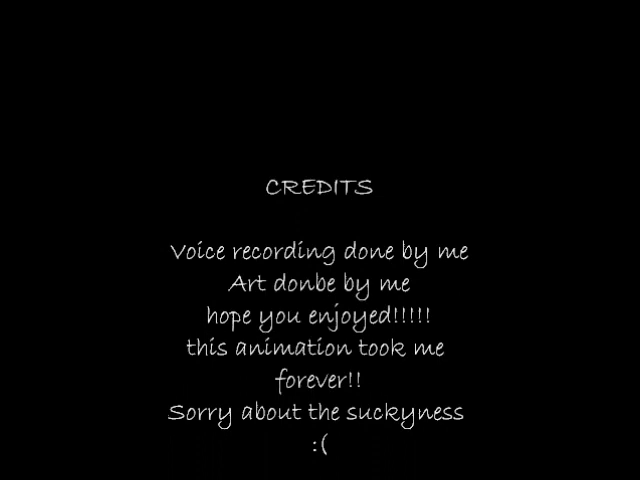 CREDITS
Voice recording done by me
Art donbe by me
hope you enjoyed!!!!!
this animation took me
forever!!
Sorry about the suckyness
:(